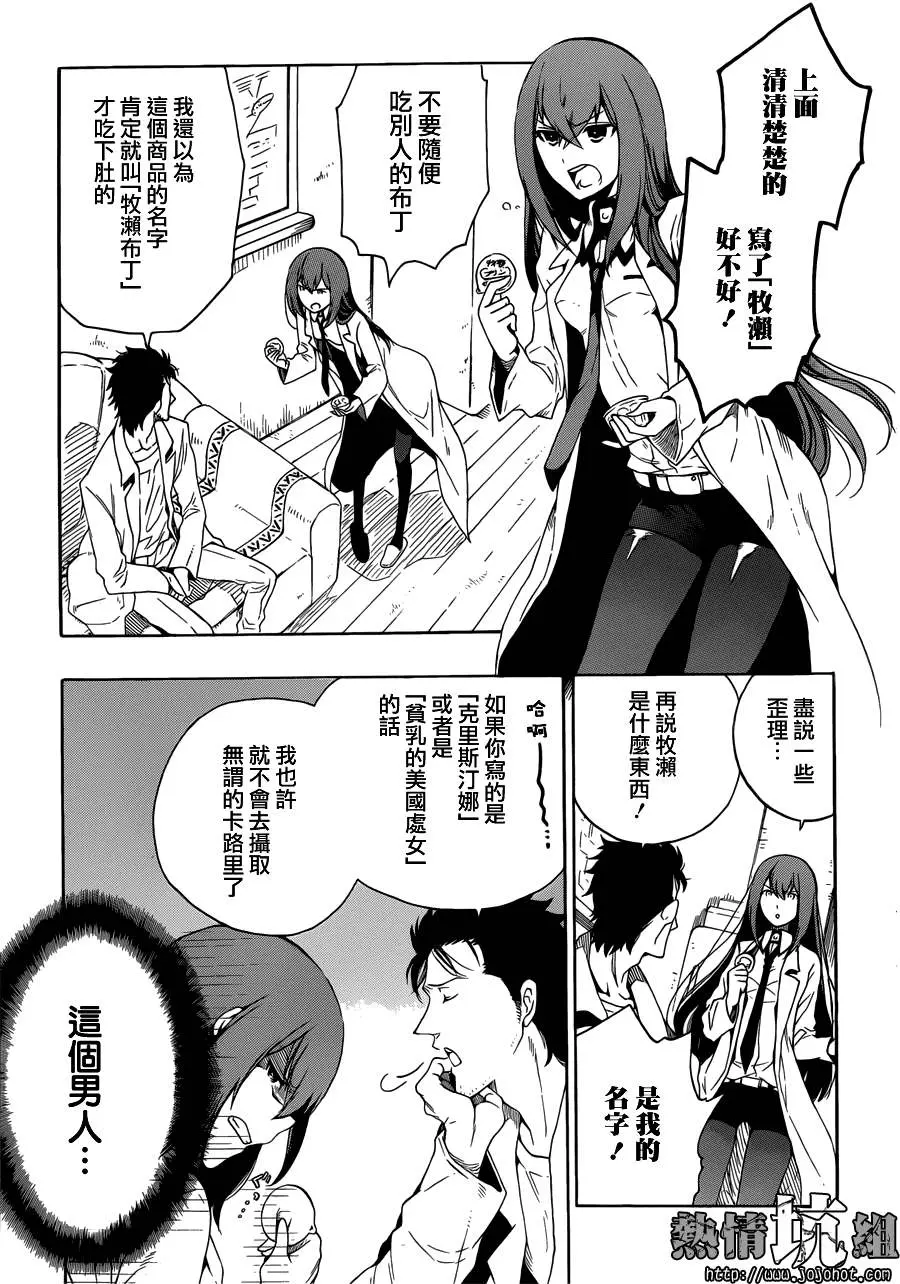 上面
清清楚楚的
寫了「牧瀨」
好不好！
不要隨便
吃別人的布丁
我還以為
這個商品的名字
肯定就叫「牧瀨布丁」
才吃下肚的
盡說一些
歪理…
再說牧瀨
是什麼東西！
是我的
名字！
哈啊
如果你寫的是
「克里斯汀娜」
或者是
「貧乳的美國處女」
的話
我也許
就不會去攝取
無謂的卡路里了
這個男人…
熱情坑組
http://www.jojohot.com